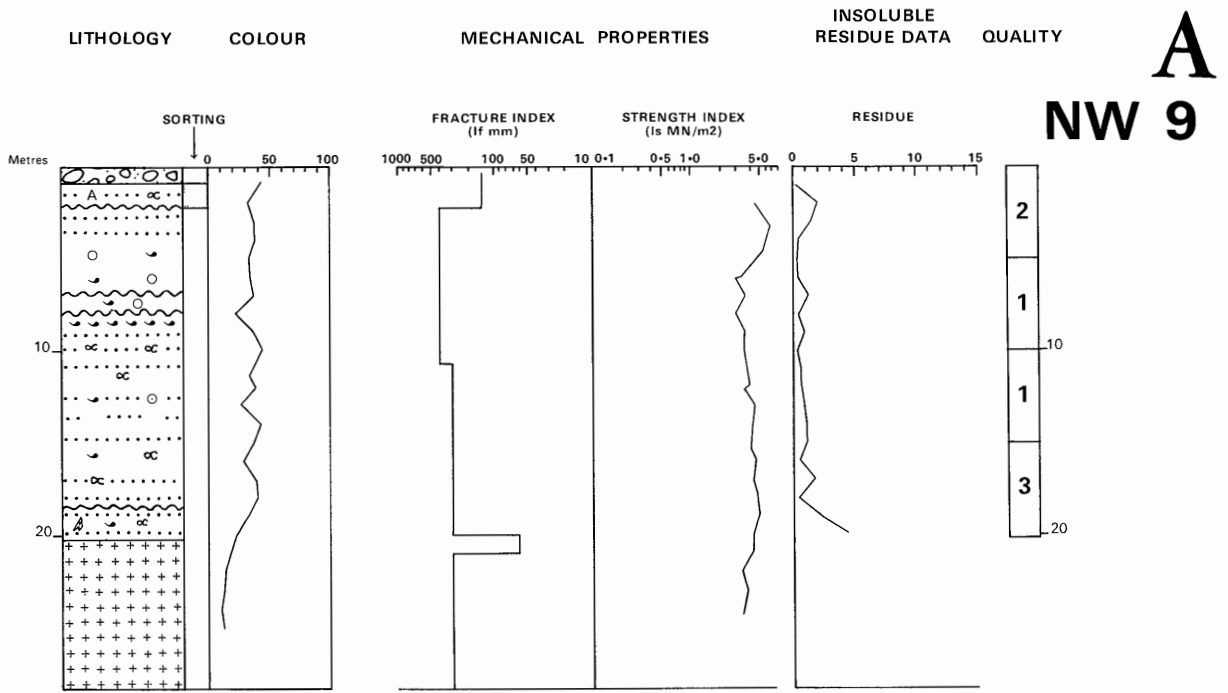 LITHOLOGY COLOUR MECHANICAL PROPERTIES INSOLUBLE RESIDUE DATA QUALITY A
NW 9
SORTING FRACTURE INDEX STRENGTH INDEX RESIDUE
(If mm) (Is MN/m2)
Metres 0 50 100 1000 500 100 50 10 0·1 0·5 1·0 5·0 0 5 10 15
A
2
1
10 10
1
3
20 20